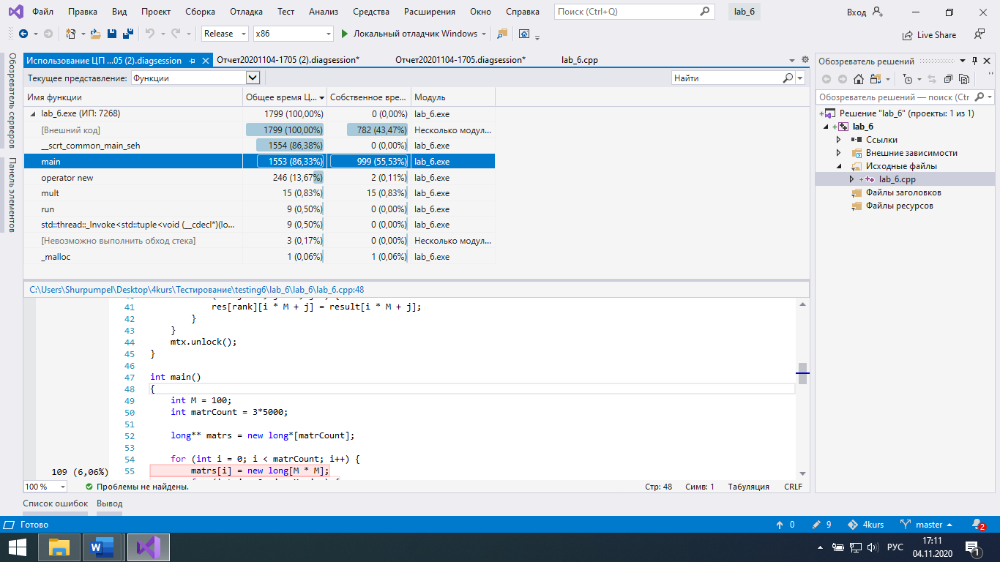 Файл Правка Вид Проект Сборка Отладка Тест Анализ Средства Расширения Окно Справка Поиск (Ctrl+Q) lab_6 Вход
Release x86 Локальный отладчик Windows Live Share
Обозреватель серверов
Панель элементов
Использование ЦП ...05 (2).diagsession Отчет20201104-1705 (2).diagsession* Отчет20201104-1705.diagsession* lab_6.cpp
Текущее представление: Функции Найти
Имя функции Общее время Ц... Собственное вре... Модуль
lab_6.exe (ИП: 7268) 1799 (100,00%) 0 (0,00%) lab_6.exe
[Внешний код] 1799 (100,00%) 782 (43,47%) Несколько модул...
__scrt_common_main_seh 1554 (86,38%) 0 (0,00%) lab_6.exe
main 1553 (86,33%) 999 (55,53%) lab_6.exe
operator new 246 (13,67%) 2 (0,11%) lab_6.exe
mult 15 (0,83%) 15 (0,83%) lab_6.exe
run 9 (0,50%) 0 (0,00%) lab_6.exe
std::thread::_Invoke<std::tuple<void (__cdecl*)(lo... 9 (0,50%) 0 (0,00%) lab_6.exe
[Невозможно выполнить обход стека] 3 (0,17%) 0 (0,00%) Несколько модул...
_malloc 1 (0,06%) 1 (0,06%) lab_6.exe
C:\Users\Shurpumpel\Desktop\4kurs\Тестирование\testing6\lab_6\lab_6\lab_6.cpp:48
41 res[rank][i * M + j] = result[i * M + j];
42 }
43 }
44 mtx.unlock();
45 }
46
47 int main()
48 {
49 int M = 100;
50 int matrCount = 3*5000;
51
52 long** matrs = new long*[matrCount];
53
54 for (int i = 0; i < matrCount; i++) {
109 (6,06%) 55 matrs[i] = new long[M * M];
100 % Проблемы не найдены. Стр: 48 Симв: 1 Табуляция CRLF
Обозреватель решений
Обозреватель решений — поиск (Ctr
Решение "lab_6" (проекты: 1 из 1)
lab_6
Ссылки
Внешние зависимости
Исходные файлы
lab_6.cpp
Файлы заголовков
Файлы ресурсов
Список ошибок Вывод
Готово 0 9 4kurs master 2
РУС 17:11
04.11.2020 1